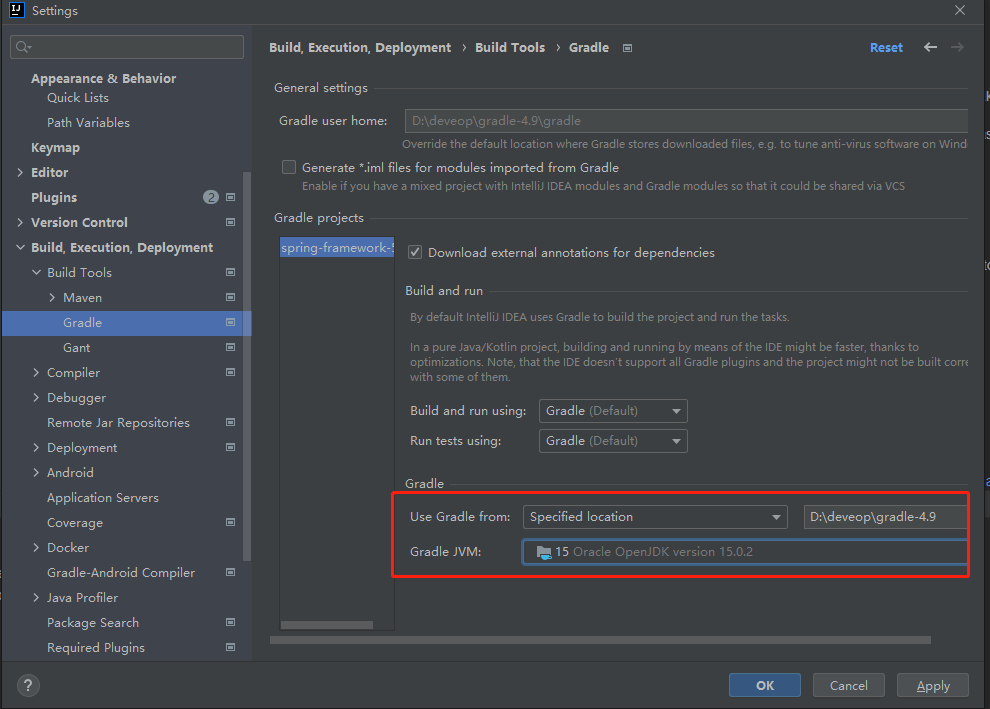 Settings
Appearance & Behavior
Quick Lists
Path Variables
Keymap
Editor
Plugins 2
Version Control
Build, Execution, Deployment
Build Tools
Maven
Gradle
Gant
Compiler
Debugger
Remote Jar Repositories
Deployment
Android
Application Servers
Coverage
Docker
Gradle-Android Compiler
Java Profiler
Package Search
Required Plugins
Build, Execution, Deployment › Build Tools › Gradle
Reset
General settings
Gradle user home: D:\deveop\gradle-4.9\gradle
Override the default location where Gradle stores downloaded files, e.g. to tune anti-virus software on Wind
Generate *.iml files for modules imported from Gradle
Enable if you have a mixed project with IntelliJ IDEA modules and Gradle modules so that it could be shared via VCS
Gradle projects
spring-framework-5
Download external annotations for dependencies
Build and run
By default IntelliJ IDEA uses Gradle to build the project and run the tasks.
In a pure Java/Kotlin project, building and running by means of the IDE might be faster, thanks to
optimizations. Note, that the IDE doesn't support all Gradle plugins and the project might not be built corre
with some of them.
Build and run using: Gradle (Default)
Run tests using: Gradle (Default)
Gradle
Use Gradle from: Specified location D:\deveop\gradle-4.9
Gradle JVM: 15 Oracle OpenJDK version 15.0.2
?
OK
Cancel
Apply